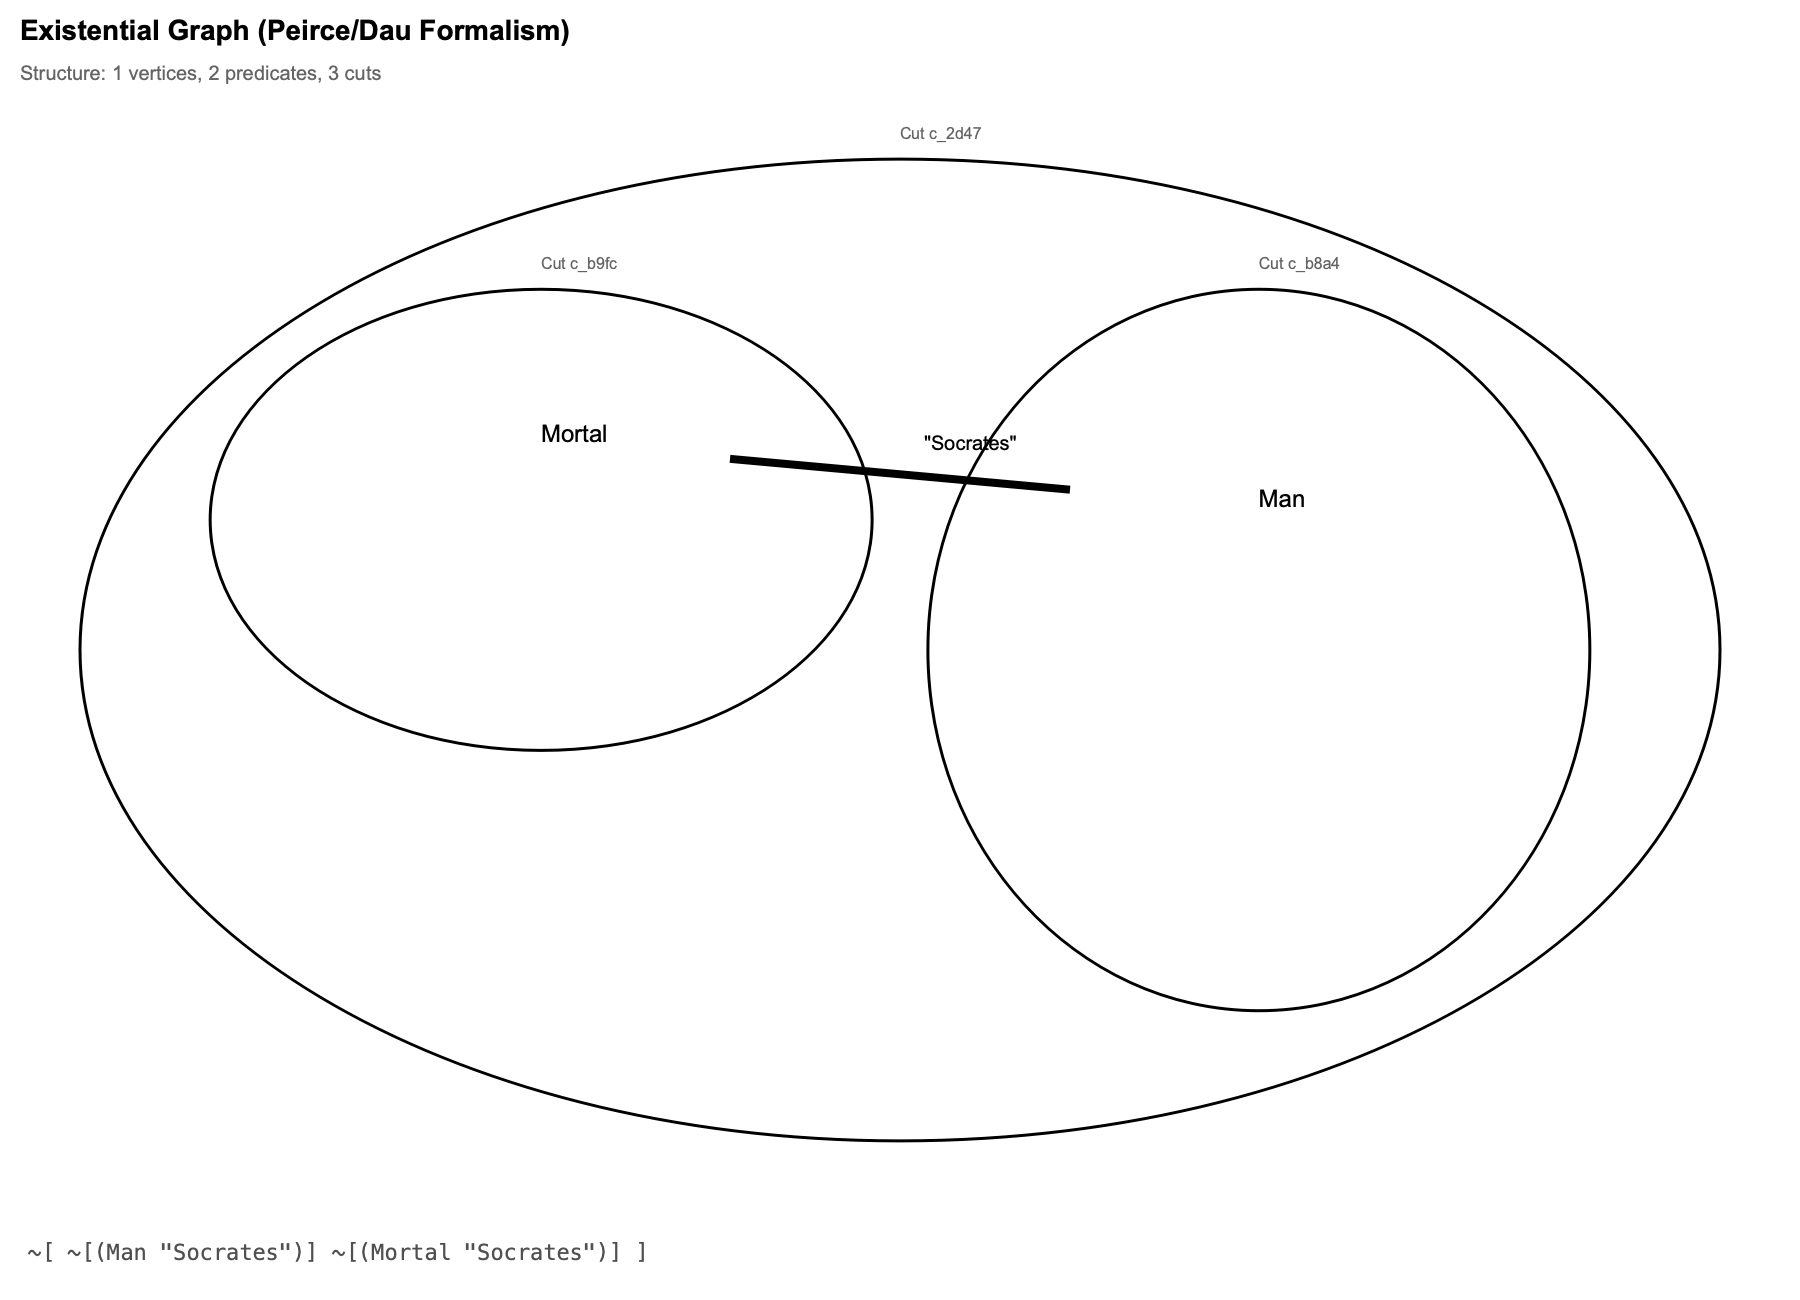 Existential Graph (Peirce/Dau Formalism)
Structure: 1 vertices, 2 predicates, 3 cuts
Cut c_2d47
Cut c_b9fc
Cut c_b8a4
Mortal
"Socrates"
Man
~[ ~[(Man "Socrates")] ~[(Mortal "Socrates")] ]